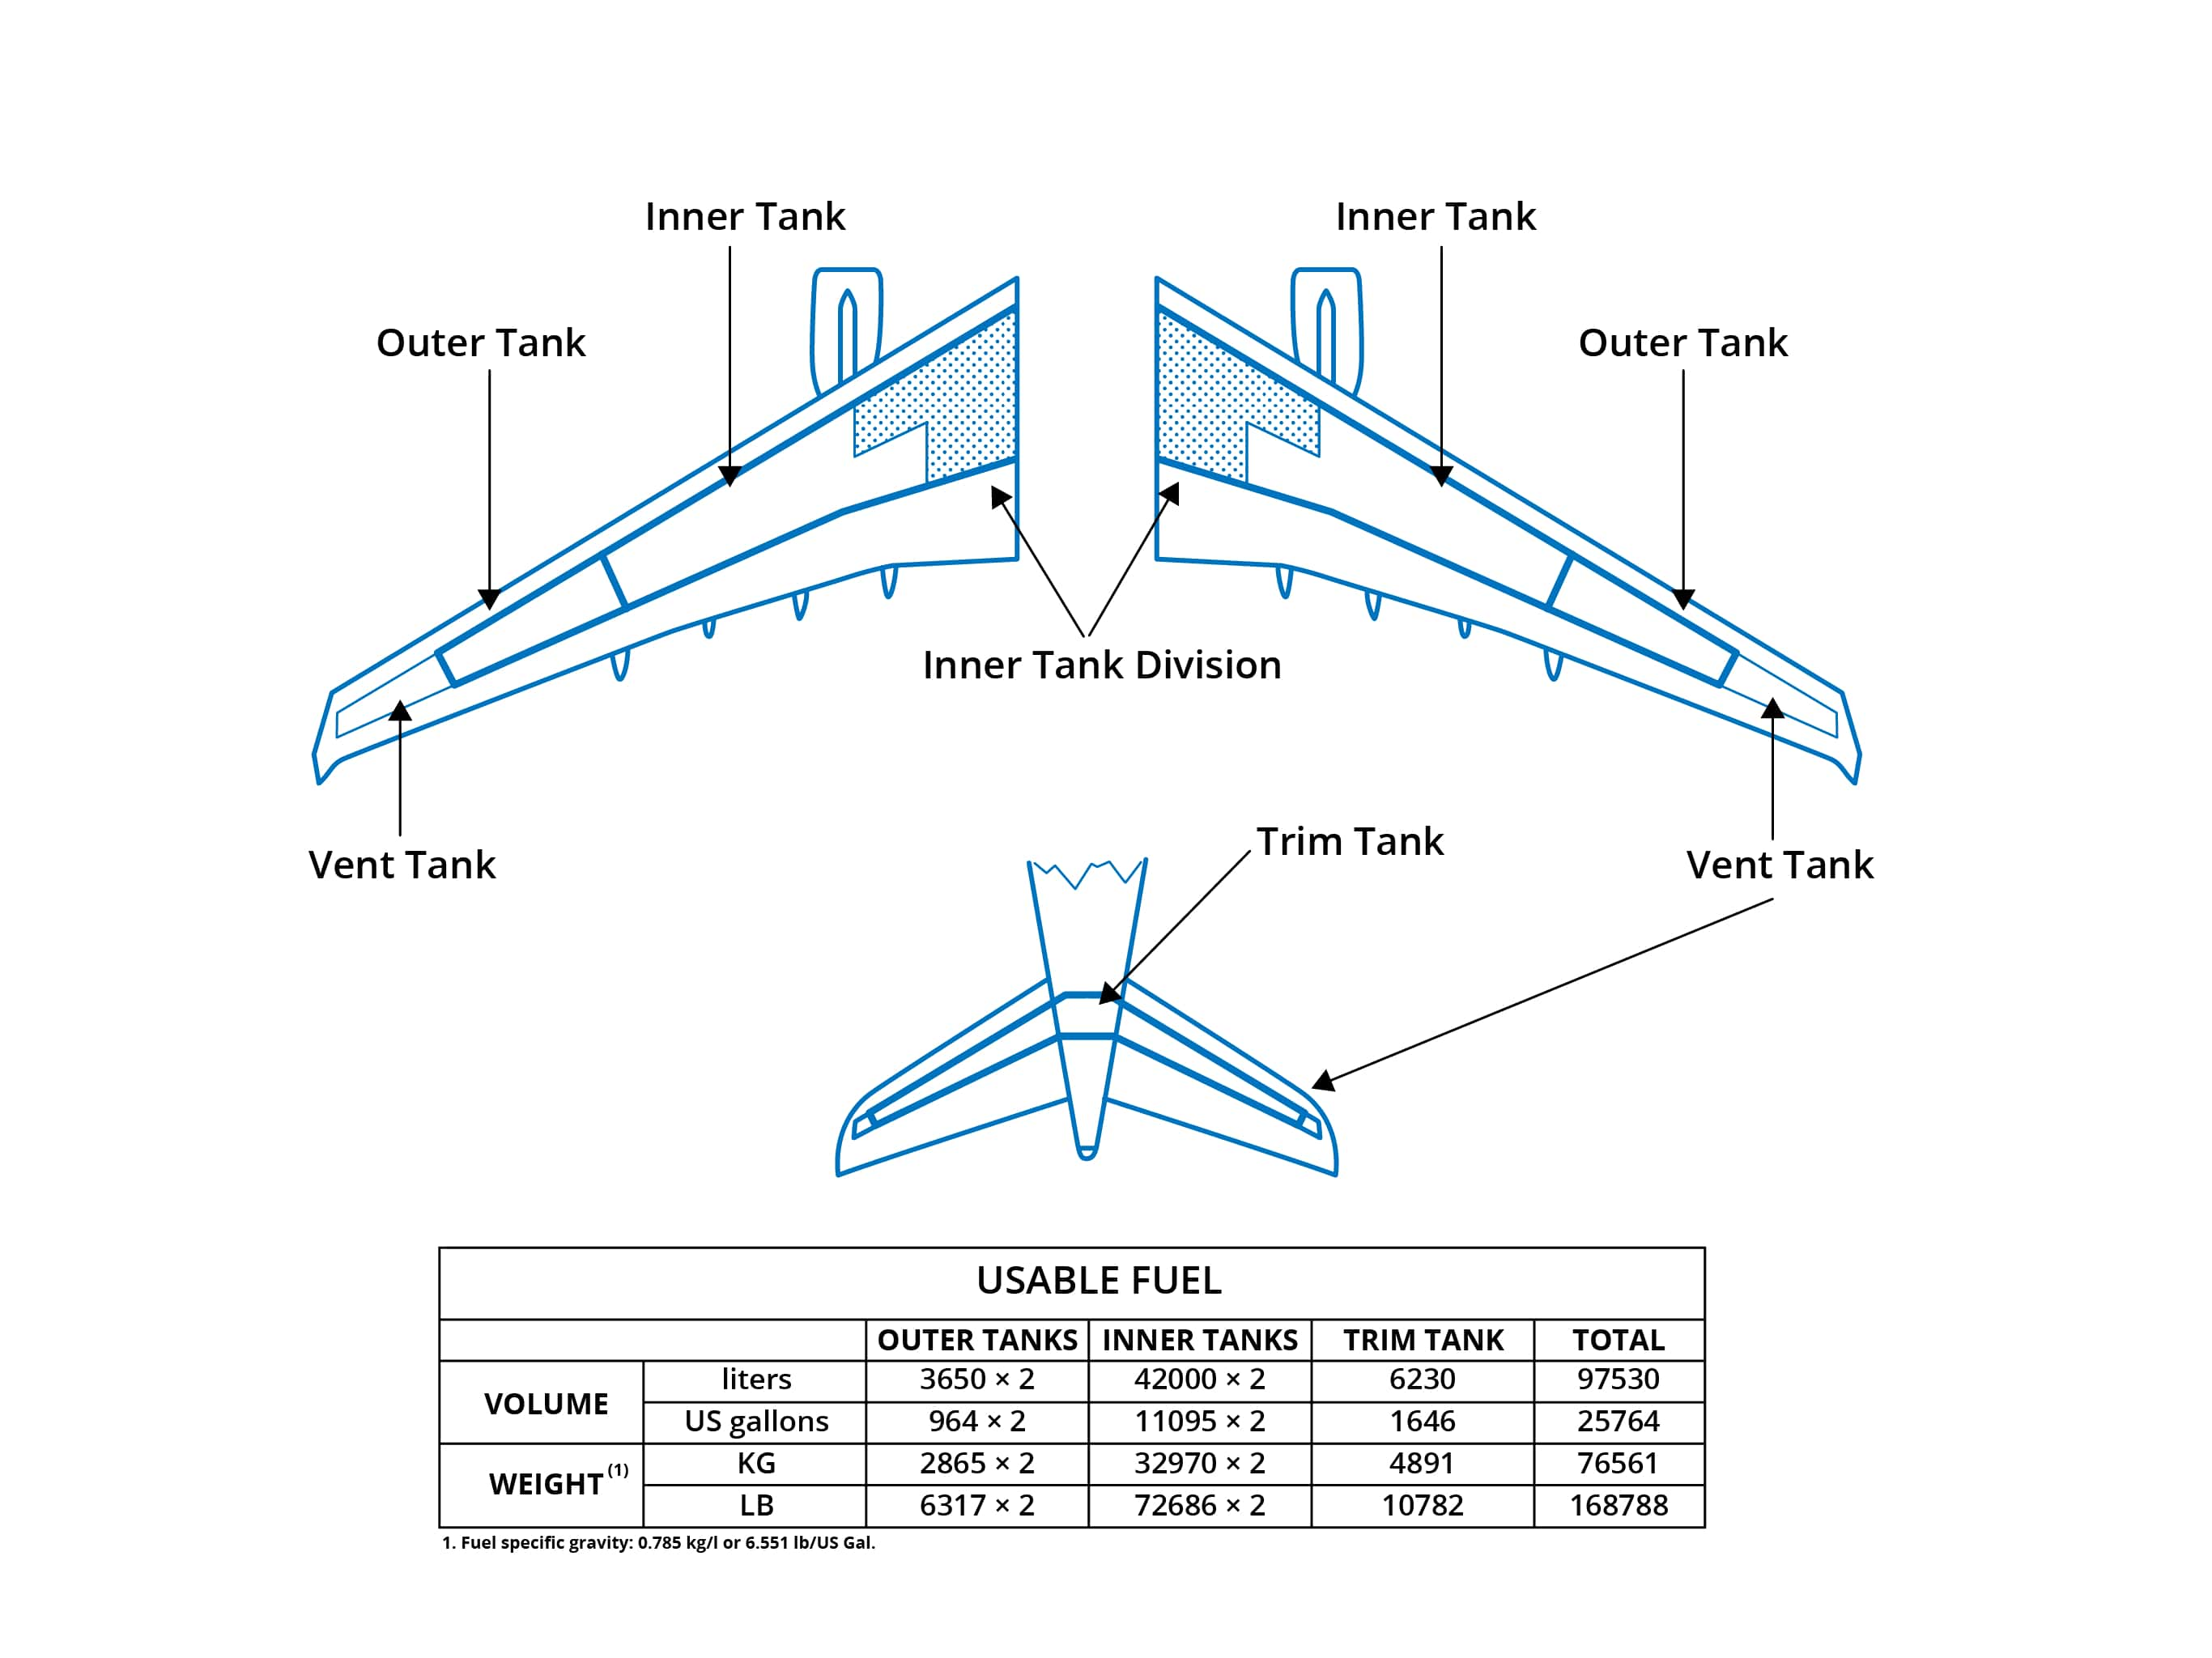 Inner Tank
Inner Tank
Outer Tank
Outer Tank
Inner Tank Division
Trim Tank
Vent Tank
Vent Tank
USABLE FUEL
OUTER TANKS INNER TANKS TRIM TANK TOTAL
VOLUME
liters 3650 × 2 42000 × 2 6230 97530
US gallons 964 × 2 11095 × 2 1646 25764
WEIGHT (1)
KG 2865 × 2 32970 × 2 4891 76561
LB 6317 × 2 72686 × 2 10782 168788
1. Fuel specific gravity: 0.785 kg/l or 6.551 lb/US Gal.